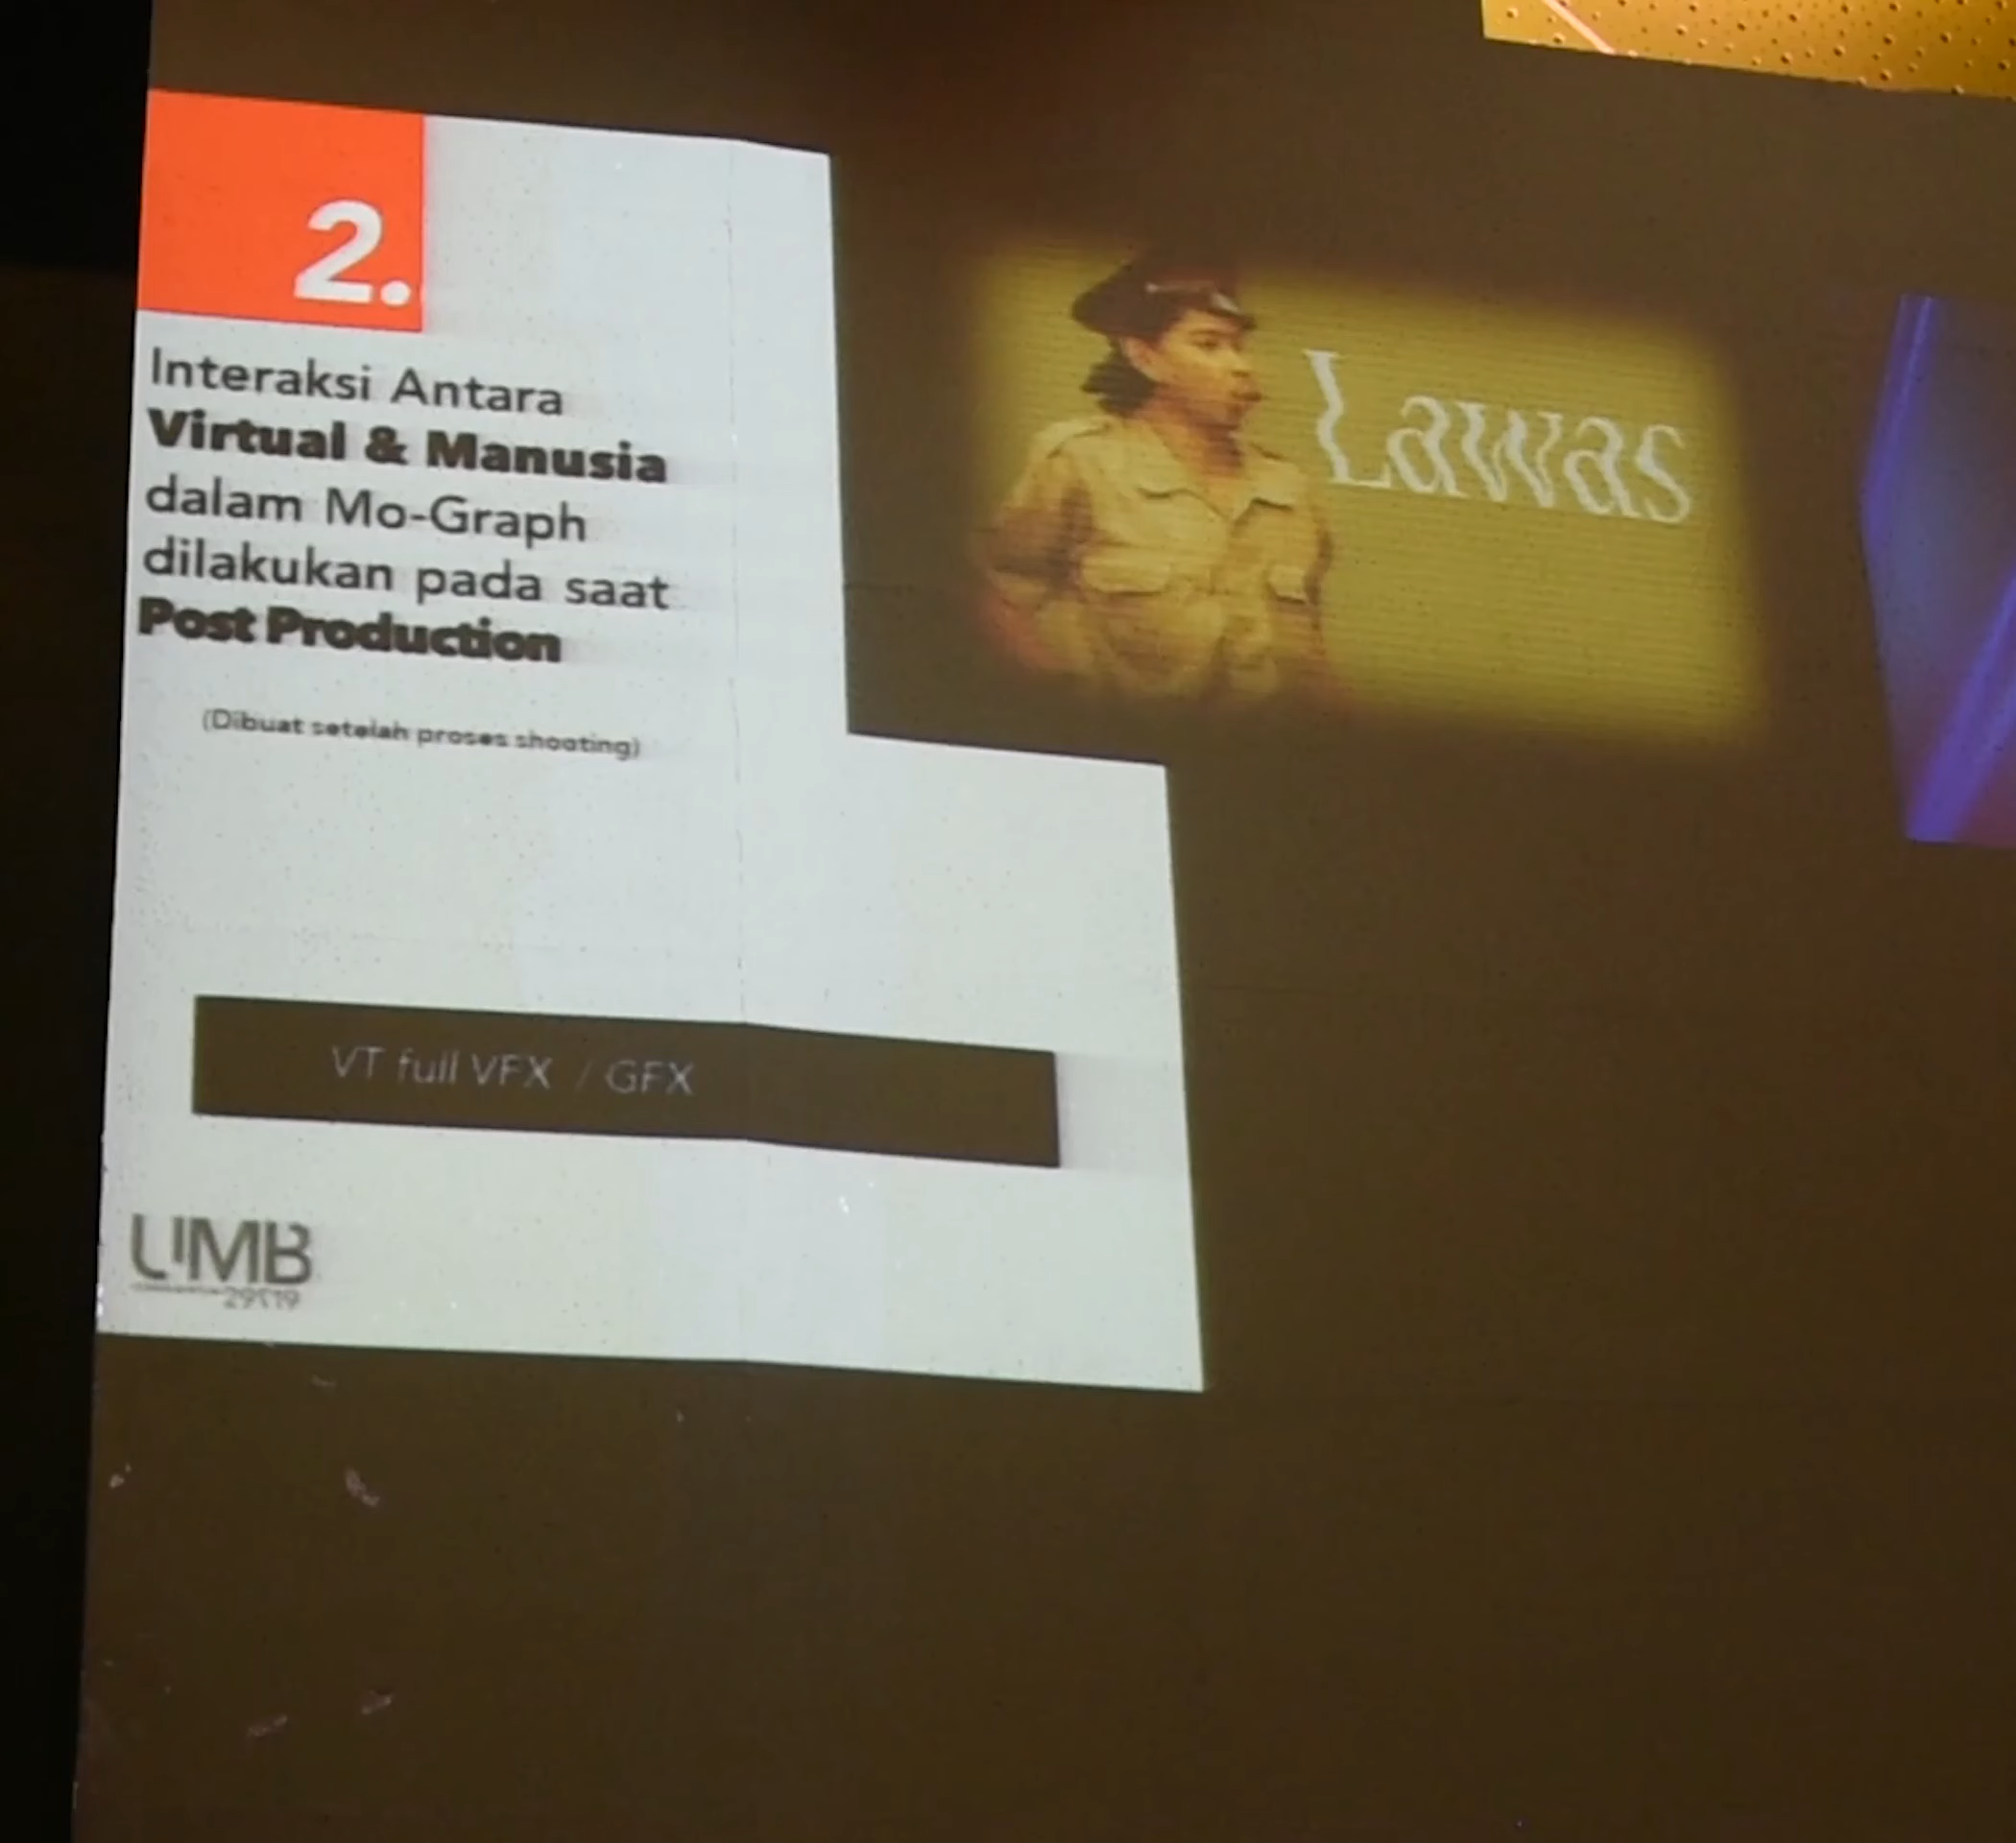 2.
Interaksi Antara
Virtual & Manusia
dalam Mo-Graph
dilakukan pada saat
Post Production
(Dibuat setelah proses shooting)
Lawas
VT full VFX / GFX
UMB